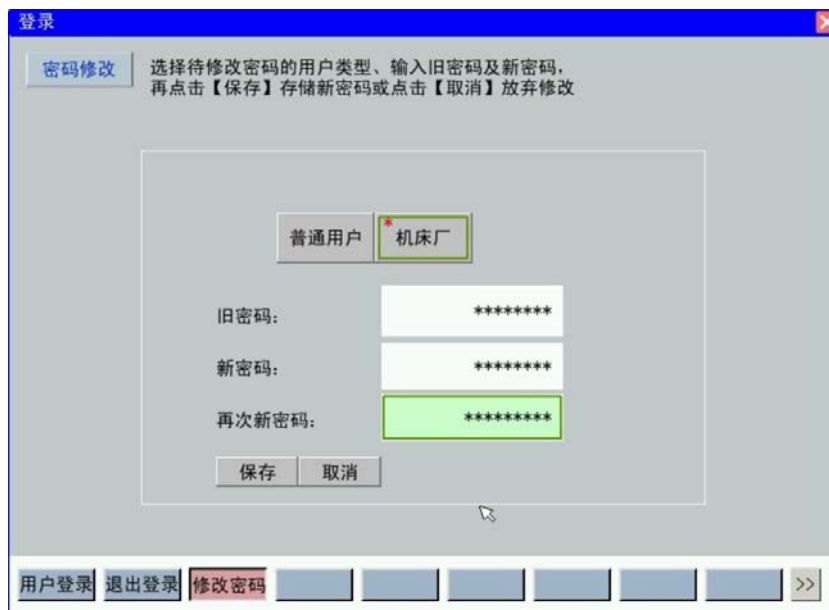 登录
密码修改
选择待修改密码的用户类型、输入旧密码及新密码,
再点击【保存】存储新密码或点击【取消】放弃修改
普通用户
*机床厂
旧密码:
********
新密码:
********
再次新密码:
*********
保存
取消
用户登录
退出登录
修改密码
>>